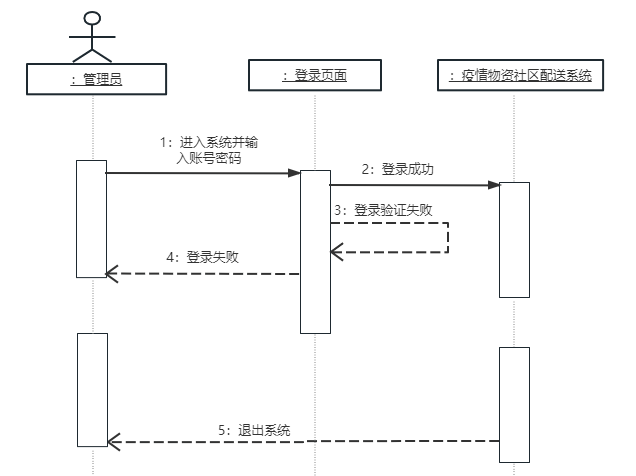 ：管理员
：登录页面
：疫情物资社区配送系统
1：进入系统并输
入账号密码
2：登录成功
3：登录验证失败
4：登录失败
5：退出系统